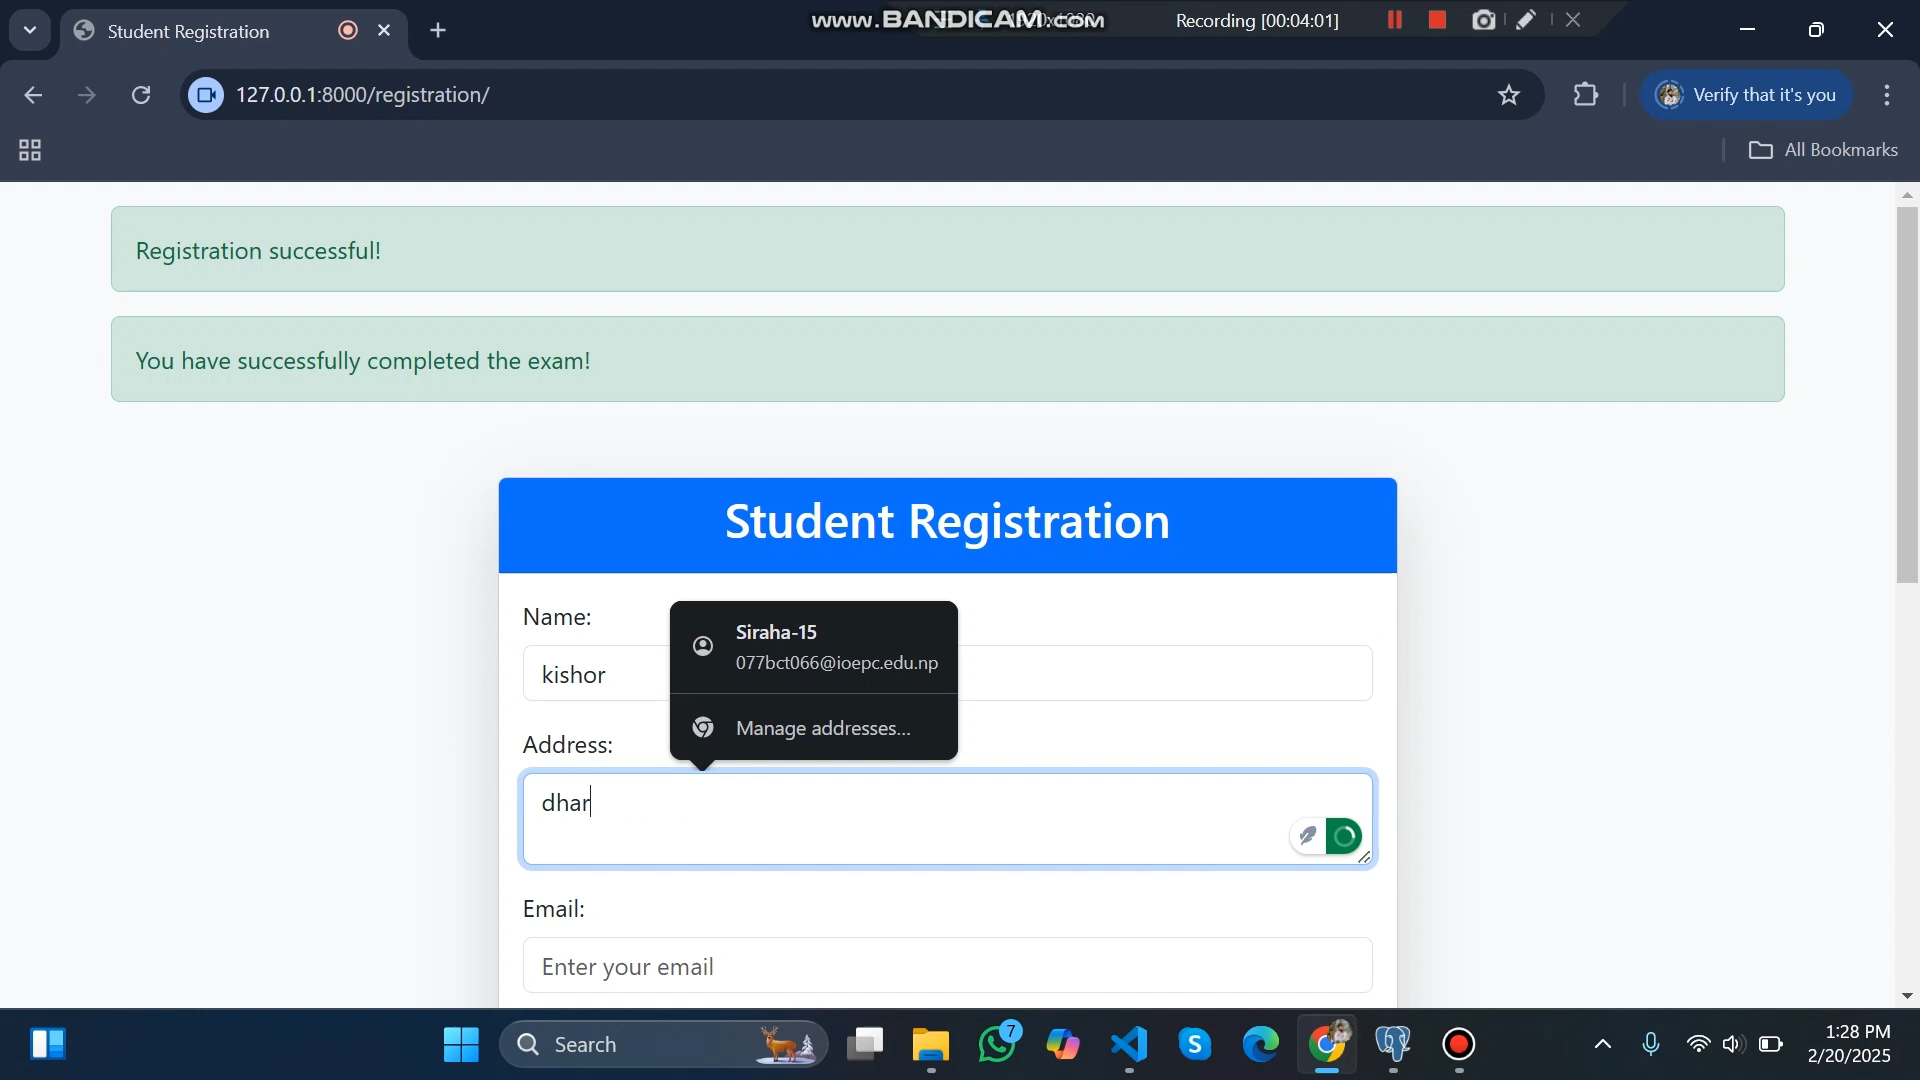 Student Registration
www.BANDICAM.com
Recording [00:04:01]
127.0.0.1:8000/registration/
Verify that it's you
All Bookmarks
Registration successful!
You have successfully completed the exam!
Student Registration
Name:
kishor
Siraha-15
077bct066@ioepc.edu.np
Manage addresses...
Address:
dhar
Email:
Enter your email
Search
7
1:28 PM
2/20/2025